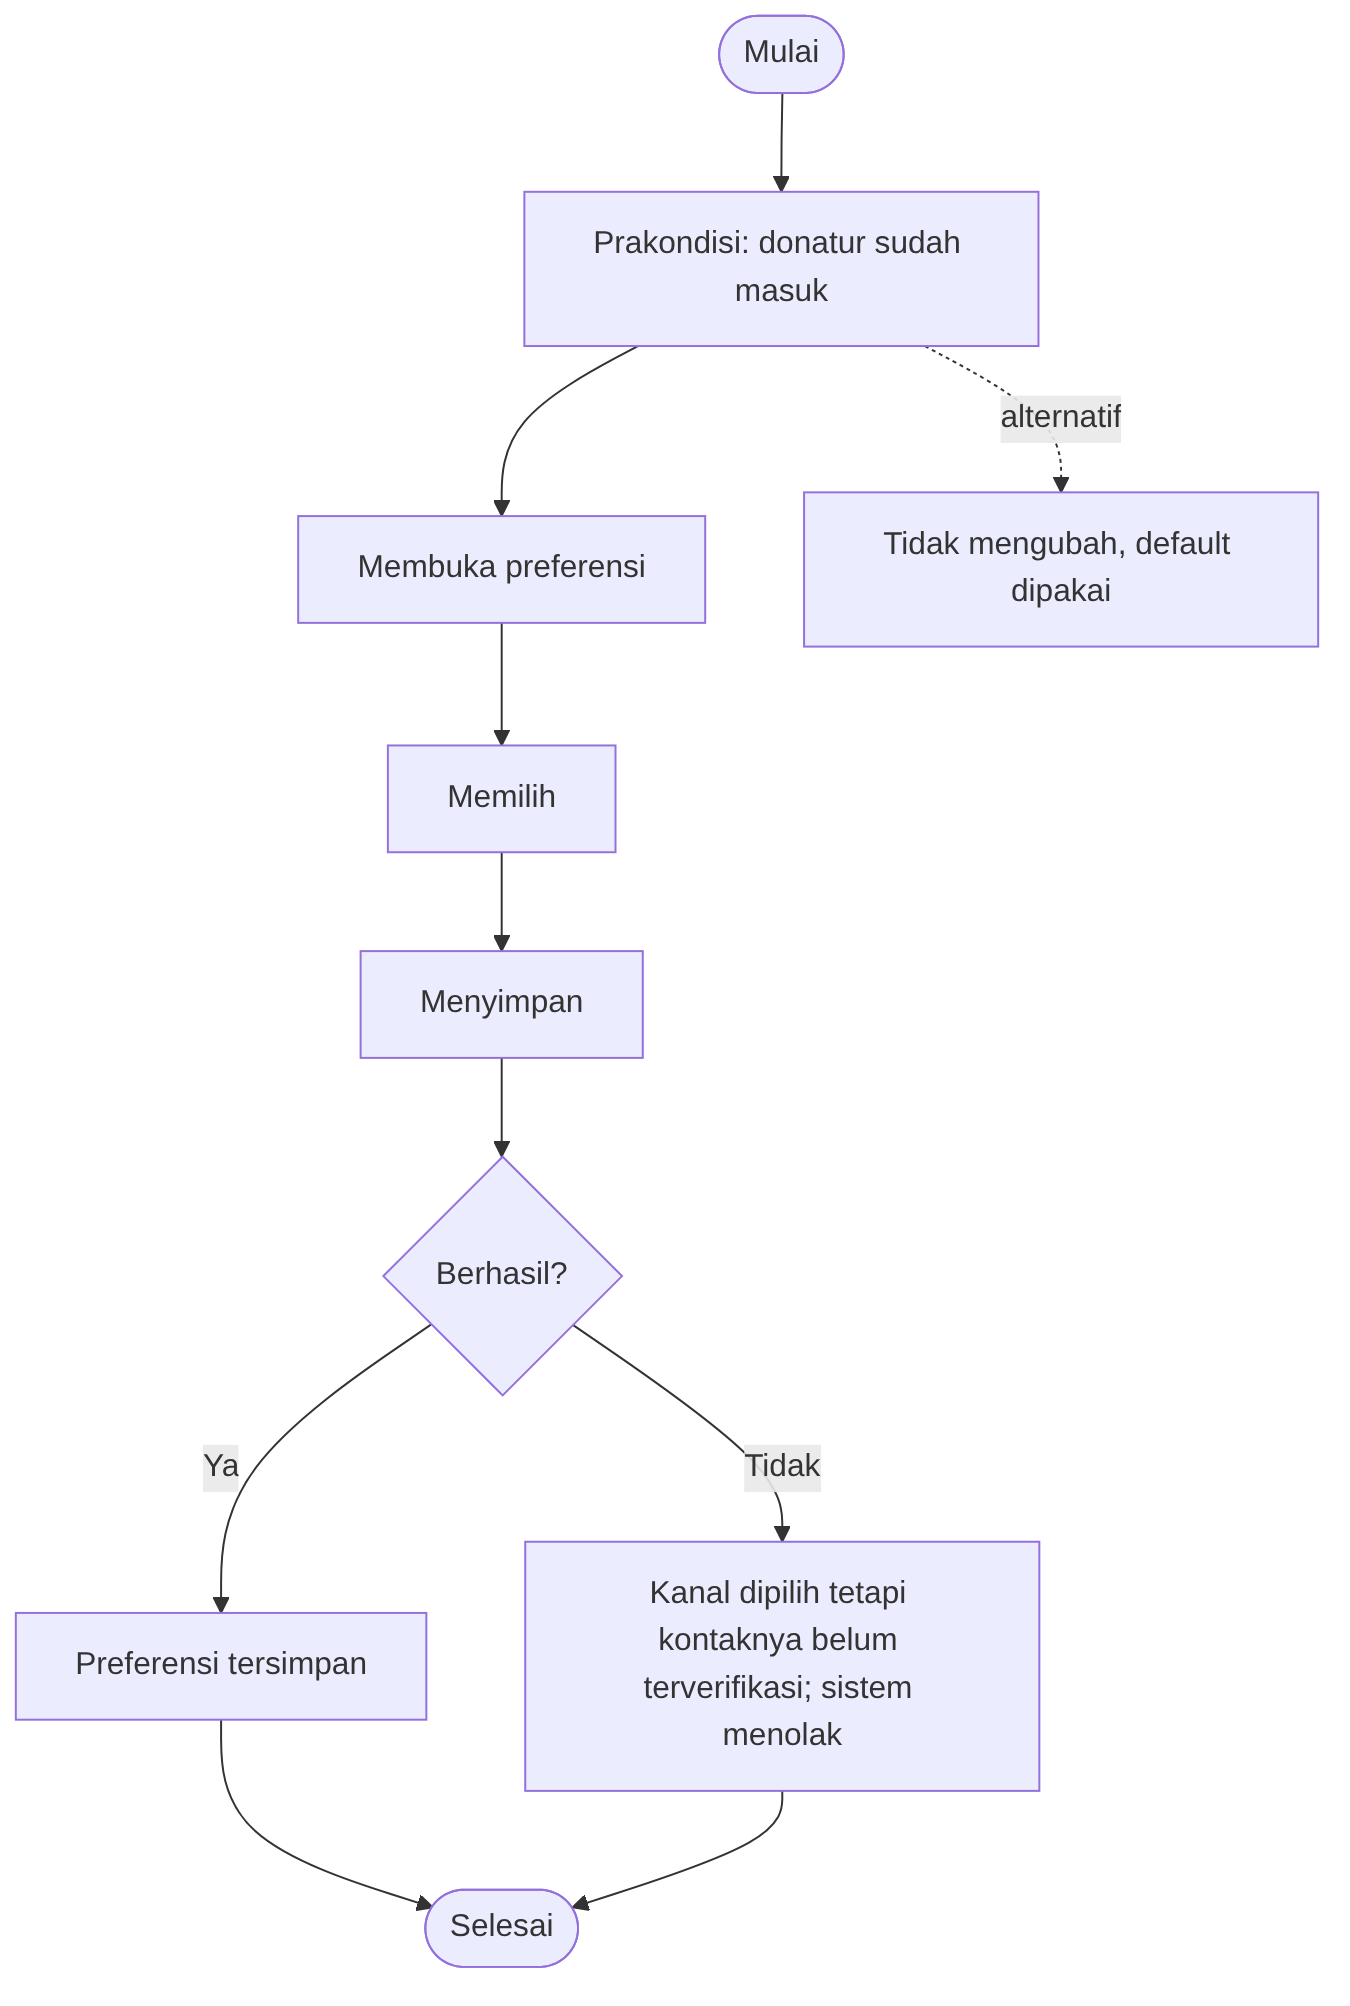 Mulai
Prakondisi: donatur sudah
masuk
alternatif
Tidak mengubah, default
dipakai
Membuka preferensi
Memilih
Menyimpan
Berhasil?
Ya
Tidak
Preferensi tersimpan
Kanal dipilih tetapi
kontaknya belum
terverifikasi; sistem
menolak
Selesai